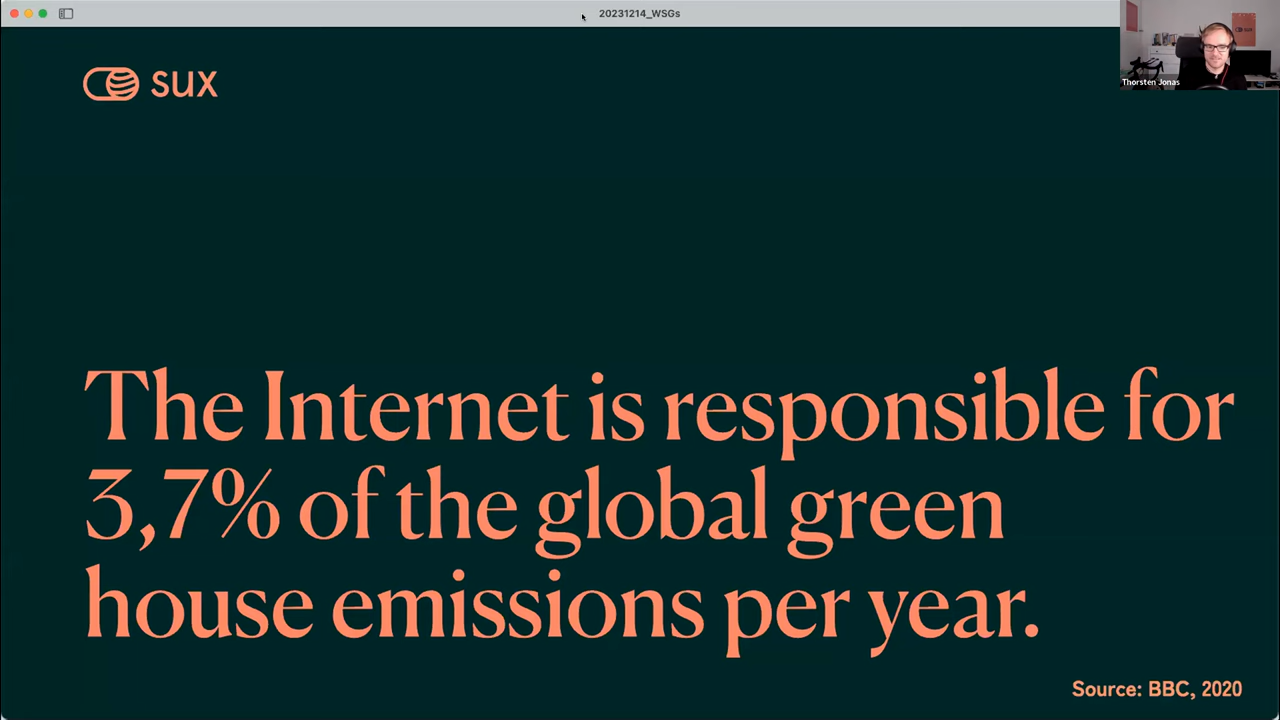 20231214_WSGs
Thorsten Jonas
sux
The Internet is responsible for
3,7% of the global green
house emissions per year.
Source: BBC, 2020